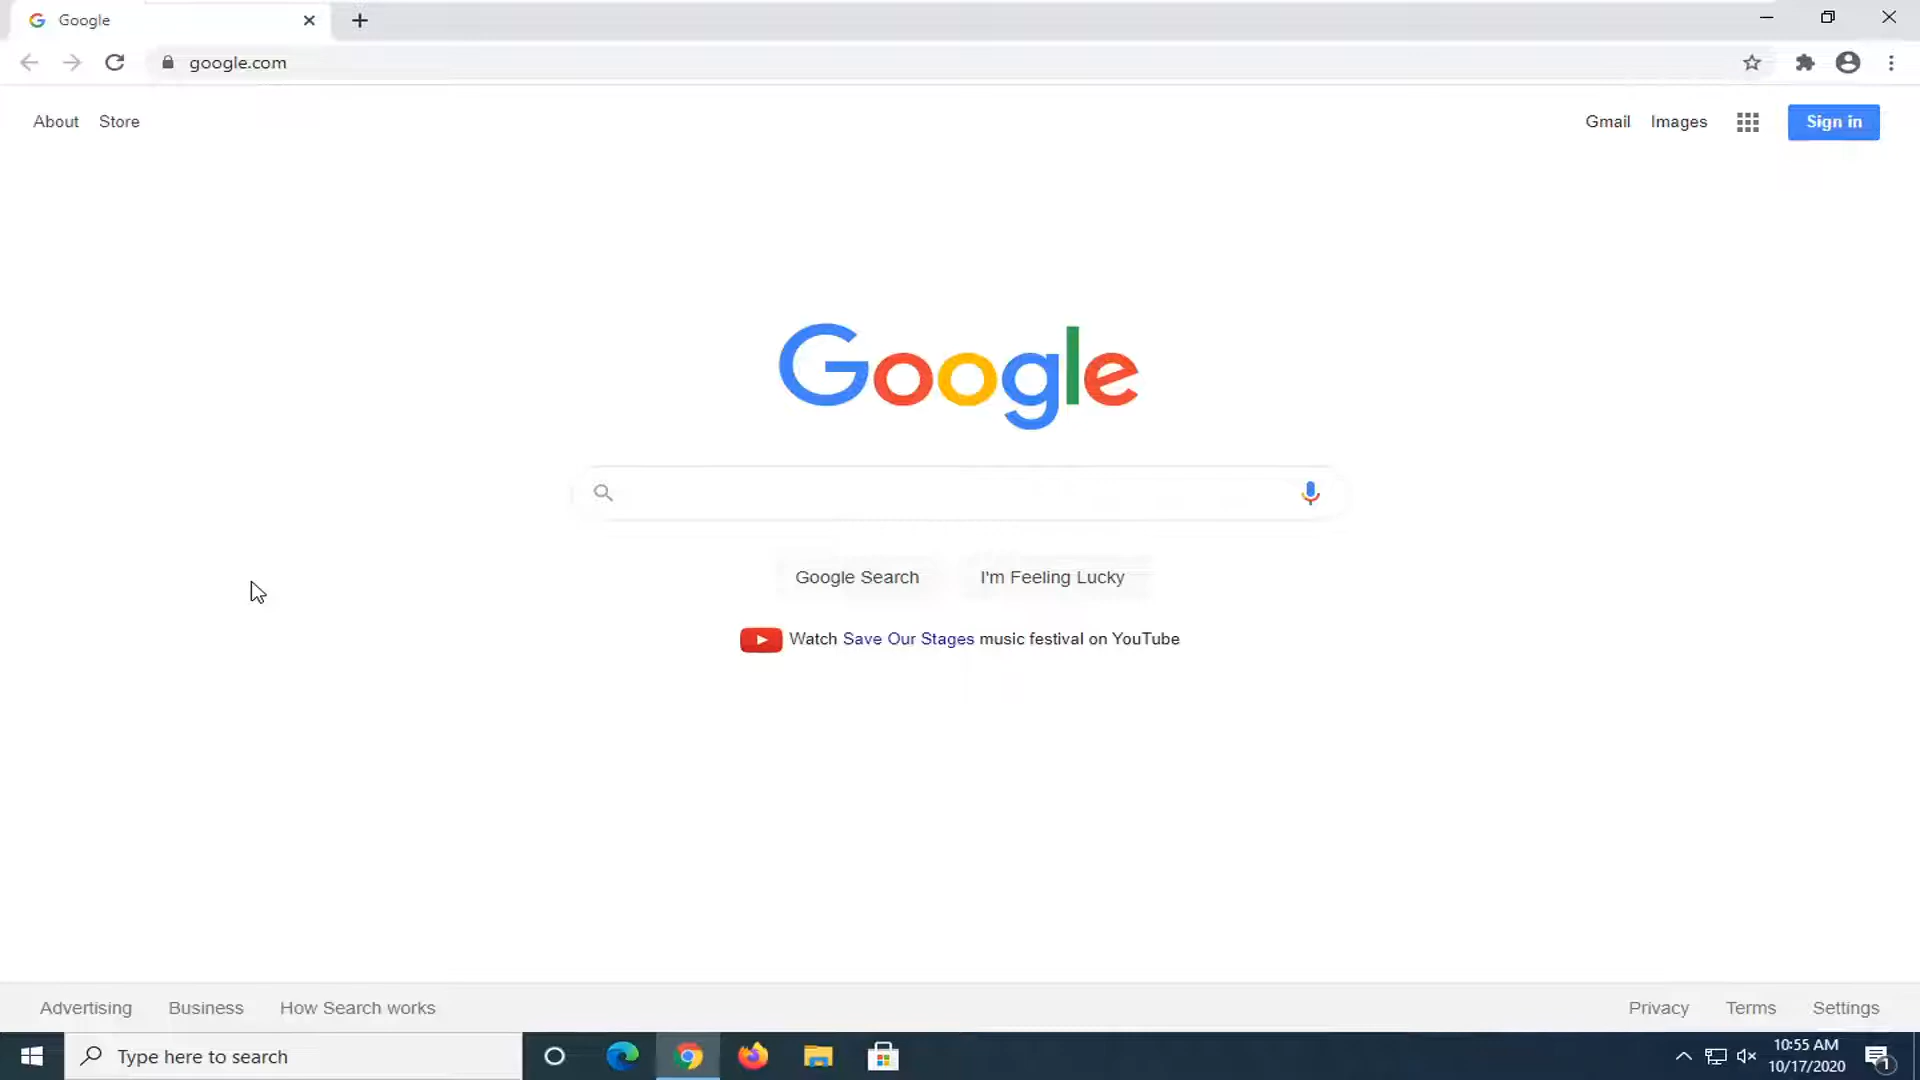 Google
google.com
About Store
Gmail Images Sign in
Google
Google Search I'm Feeling Lucky
Watch Save Our Stages music festival on YouTube
Advertising Business How Search works
Privacy Terms Settings
Type here to search
10:55 AM
10/17/2020
1